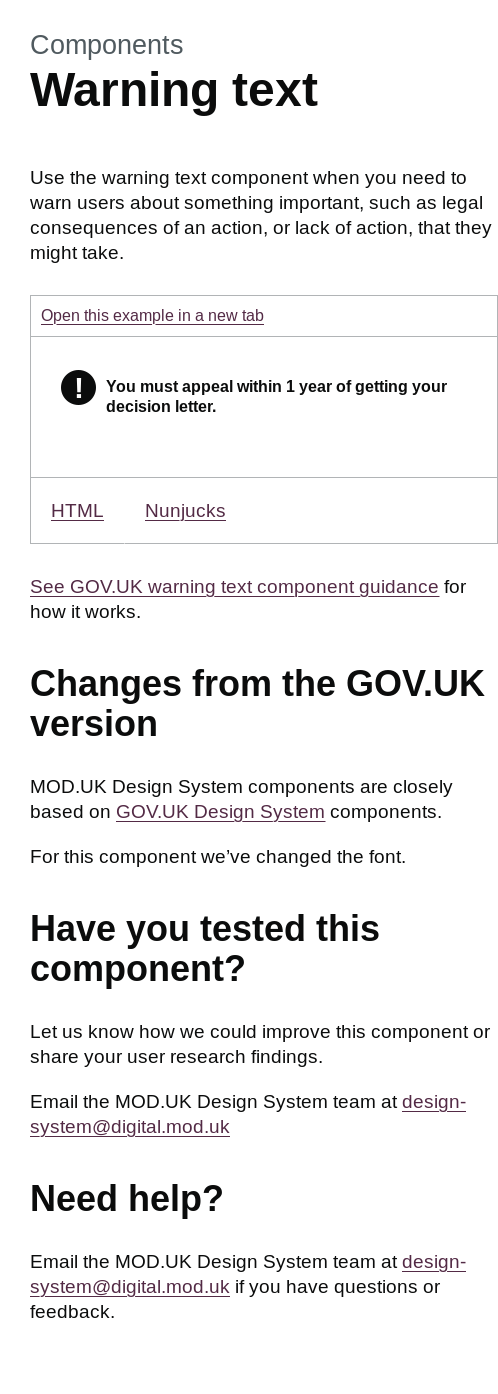 Components
Warning text
Use the warning text component when you need to
warn users about something important, such as legal
consequences of an action, or lack of action, that they
might take.
Open this example in a new tab
! You must appeal within 1 year of getting your
decision letter.
HTML Nunjucks
See GOV.UK warning text component guidance for
how it works.
Changes from the GOV.UK
version
MOD.UK Design System components are closely
based on GOV.UK Design System components.
For this component we’ve changed the font.
Have you tested this
component?
Let us know how we could improve this component or
share your user research findings.
Email the MOD.UK Design System team at design-
system@digital.mod.uk
Need help?
Email the MOD.UK Design System team at design-
system@digital.mod.uk if you have questions or
feedback.